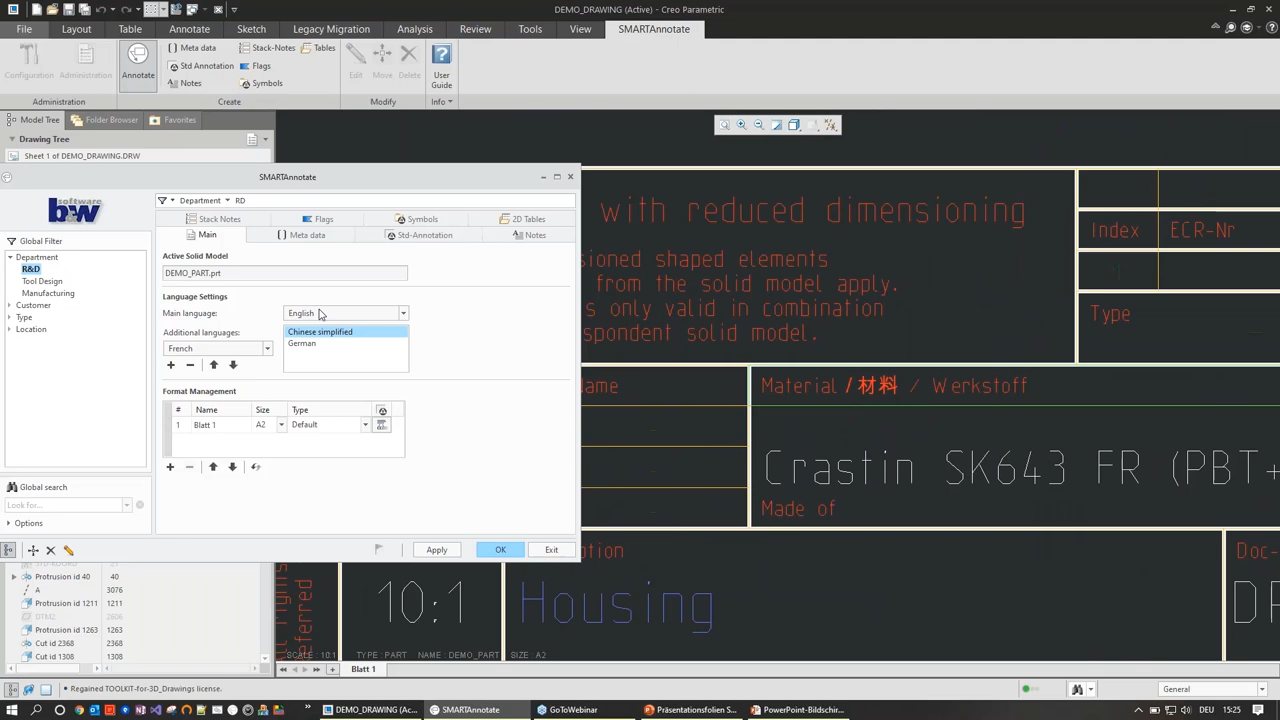 DEMO_DRAWING (Active) - Creo Parametric
File Layout Table Annotate Sketch Legacy Migration Analysis Review Tools View SMARTAnnotate
Meta data Stack-Notes Tables
Std Annotation Flags
Notes Symbols
Configuration Administration Annotate Edit Move Delete User Guide
Administration Create Modify Info
Model Tree Folder Browser Favorites
Drawing Tree
Sheet 1 of DEMO_DRAWING.DRW
SMARTAnnotate
software
b&w
Department RD
Stack Notes Flags Symbols 2D Tables
Main Meta data Std-Annotation Notes
Global Filter
Department
R&D
Tool Design
Manufacturing
Customer
Type
Location
Active Solid Model
DEMO_PART.prt
Language Settings
Main language: English
Additional languages: Chinese simplified
French German
Format Management
# Name Size Type
1 Blatt 1 A2 Default
Global search
Look for...
Options
Apply OK Exit
Protrusion id 40 40
A 3076
Protrusion id 1211 1211
DTM2 2606
Protrusion id 1263 1263
Cut id 2368 2368
Cut id 1308 1308
with reduced dimensioning
sioned shaped elements
from the solid model apply.
s only valid in combination
spondent solid model.
Index ECR-Nr
Type
Name
Material / 材料 / Werkstoff
Crastin SK643 FR (PBT+
Made of
10:1 Housing
SCALE : 10:1 TYPE : PART NAME : DEMO_PART SIZE : A2
Blatt 1
• Regained TOOLKIT-for-3D_Drawings license.
General
DEMO_DRAWING (Ac... SMARTAnnotate GoToWebinar Präsentationsfolien S... PowerPoint-Bildschir... DEU 15:25